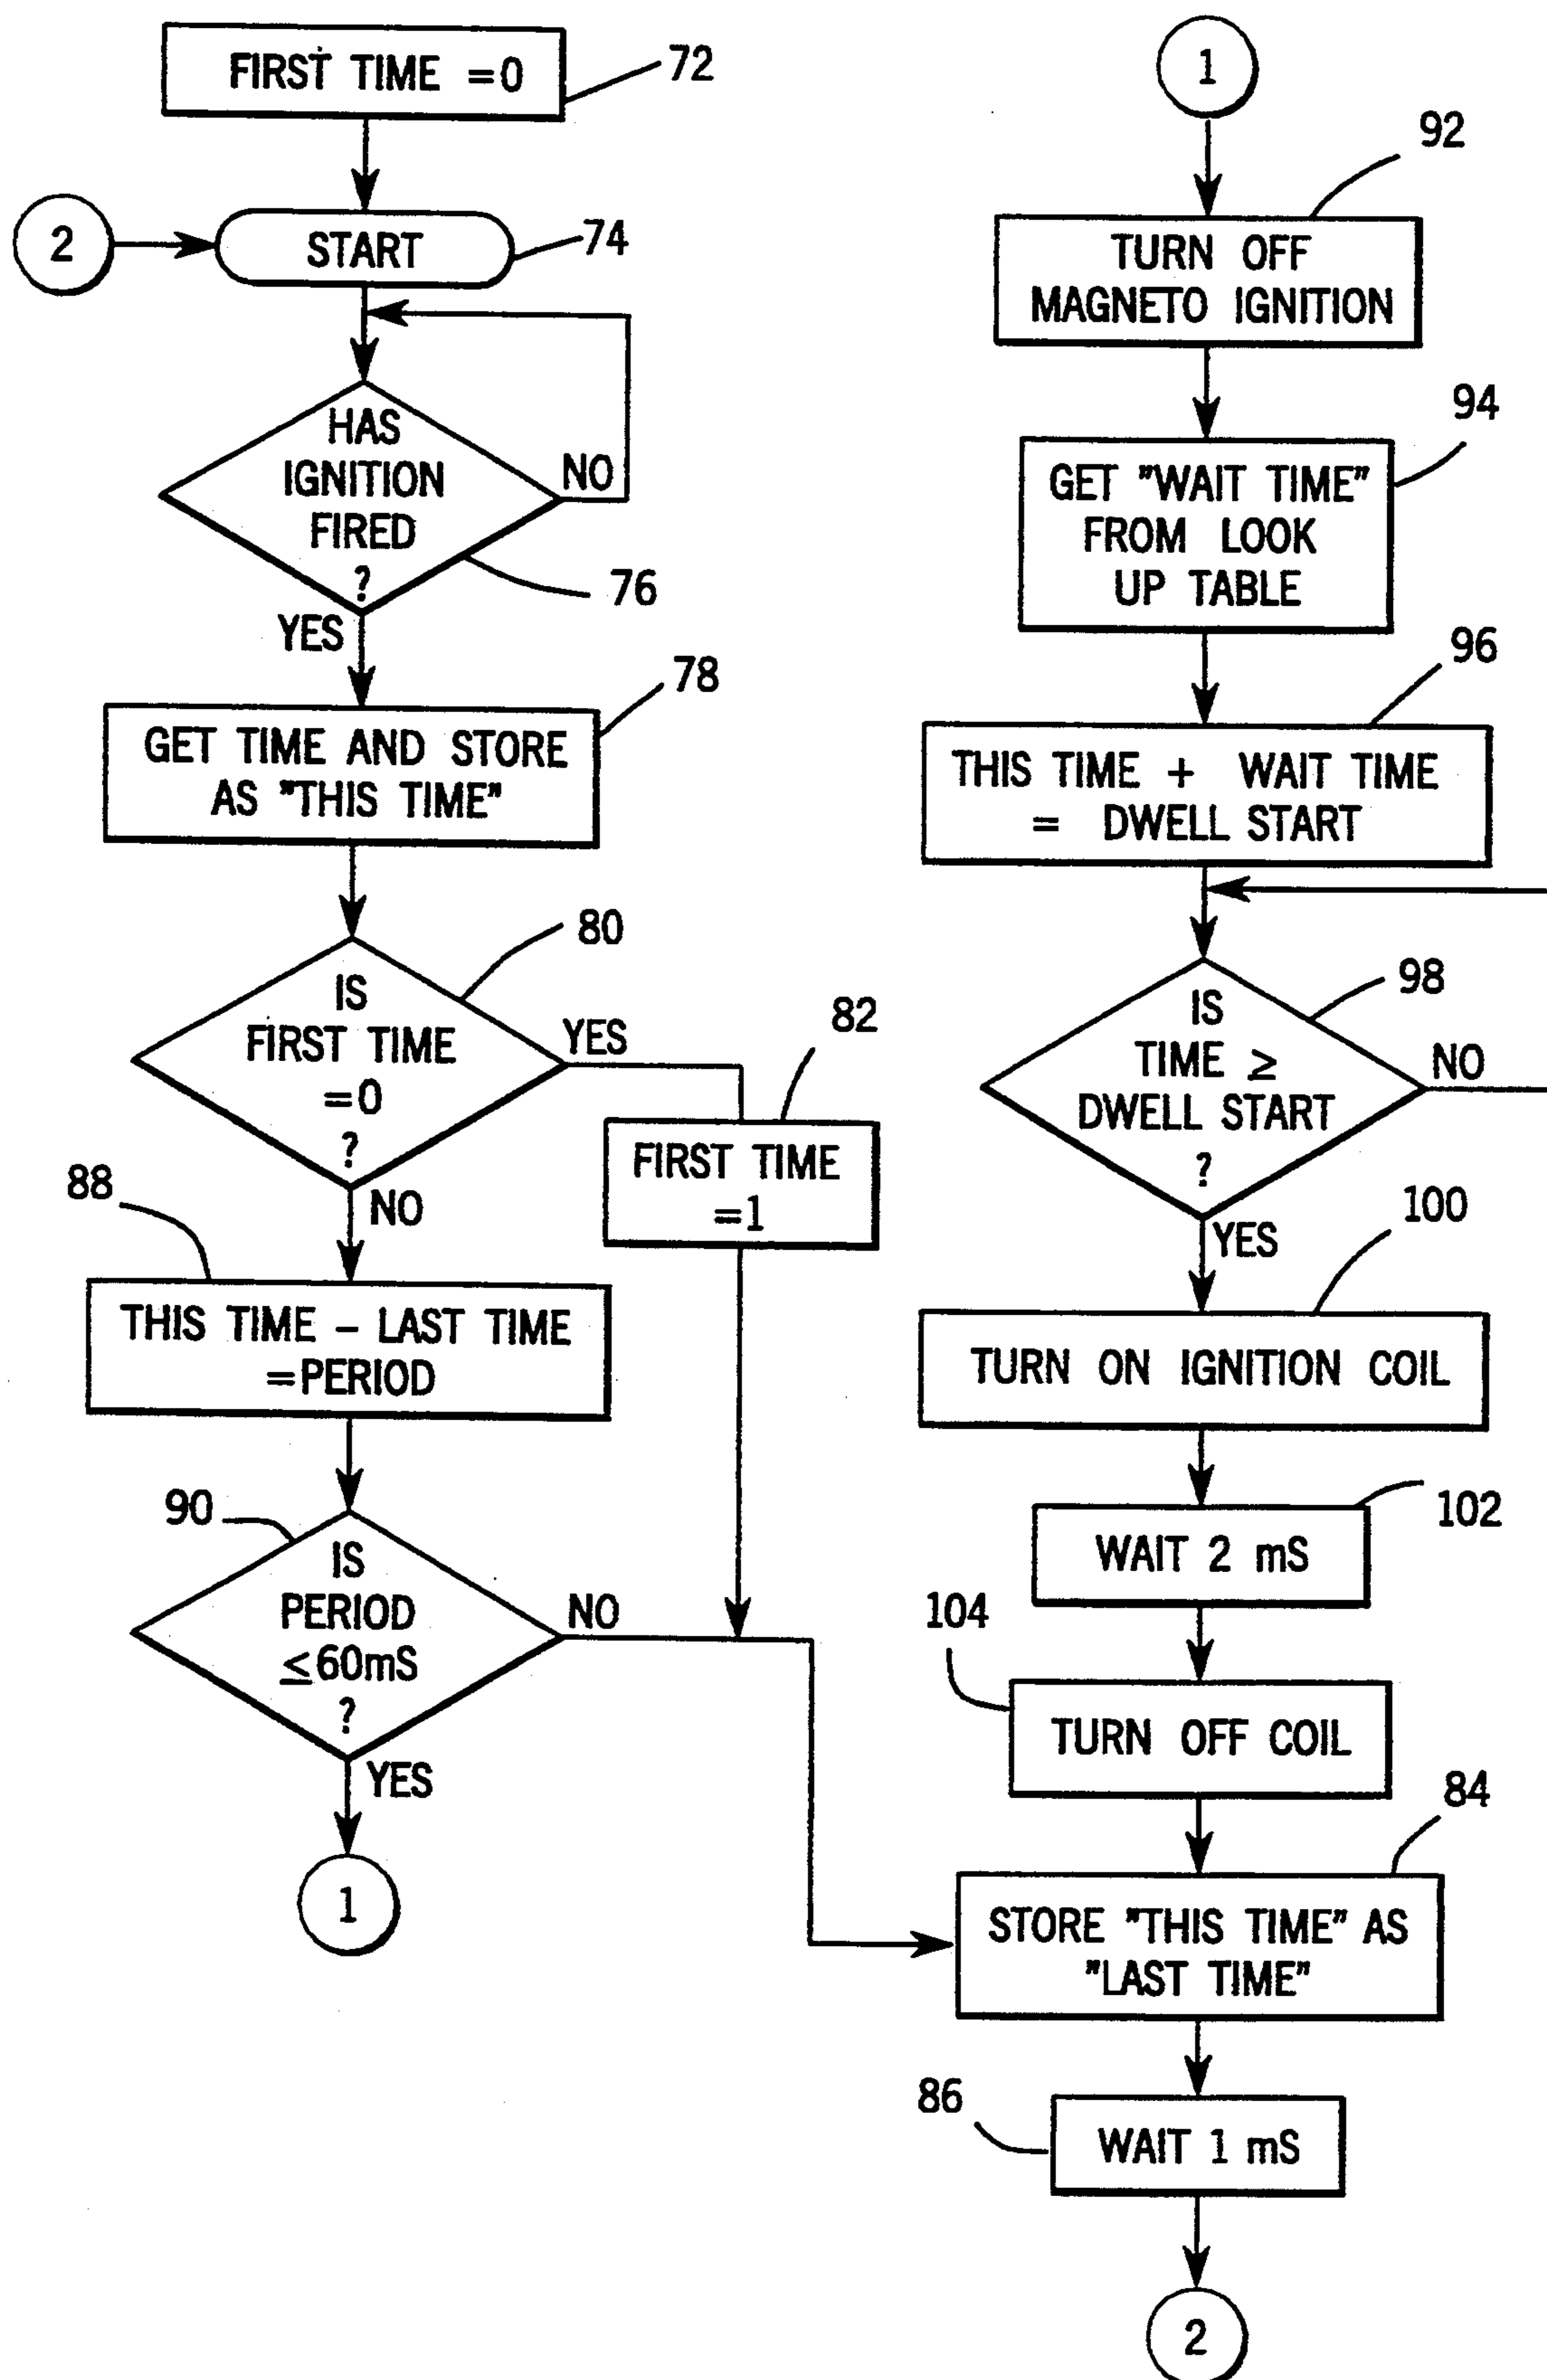 FIRST TIME =0
72
2
START
74
HAS
IGNITION
FIRED
?
NO
76
YES
GET TIME AND STORE
AS "THIS TIME"
78
80
IS
FIRST TIME
=0
?
YES
82
FIRST TIME
=1
NO
88
THIS TIME – LAST TIME
=PERIOD
90
IS
PERIOD
≤60mS
?
NO
YES
1
1
92
TURN OFF
MAGNETO IGNITION
94
GET "WAIT TIME"
FROM LOOK
UP TABLE
96
THIS TIME + WAIT TIME
= DWELL START
98
IS
TIME ≥
DWELL START
?
NO
YES
100
TURN ON IGNITION COIL
102
WAIT 2 mS
104
TURN OFF COIL
84
STORE "THIS TIME" AS
"LAST TIME"
86
WAIT 1 mS
2